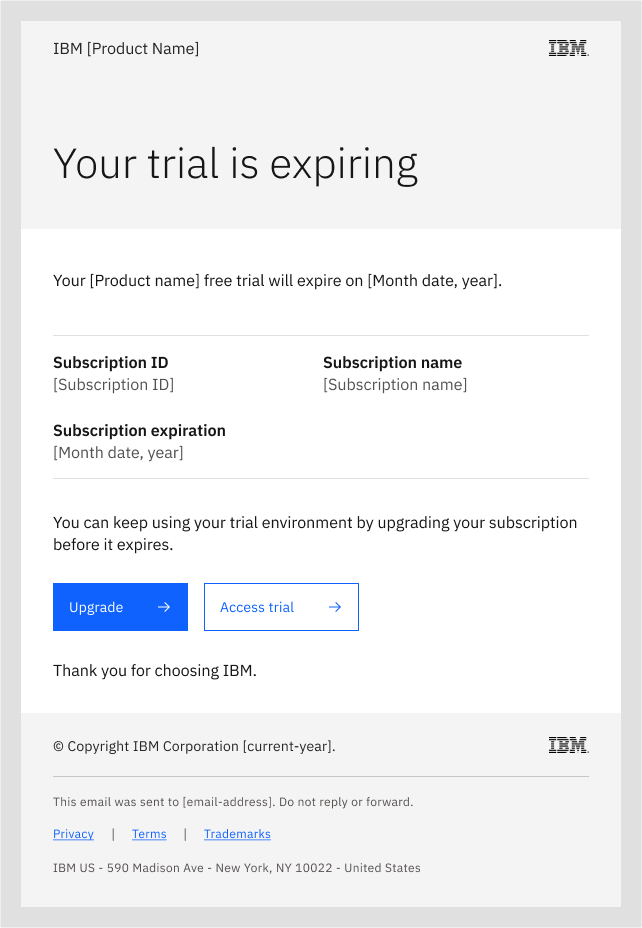 IBM [Product Name]
IBM
Your trial is expiring
Your [Product name] free trial will expire on [Month date, year].
Subscription ID
[Subscription ID]
Subscription name
[Subscription name]
Subscription expiration
[Month date, year]
You can keep using your trial environment by upgrading your subscription
before it expires.
Upgrade →
Access trial →
Thank you for choosing IBM.
© Copyright IBM Corporation [current-year].
IBM
This email was sent to [email-address]. Do not reply or forward.
Privacy | Terms | Trademarks
IBM US - 590 Madison Ave - New York, NY 10022 - United States